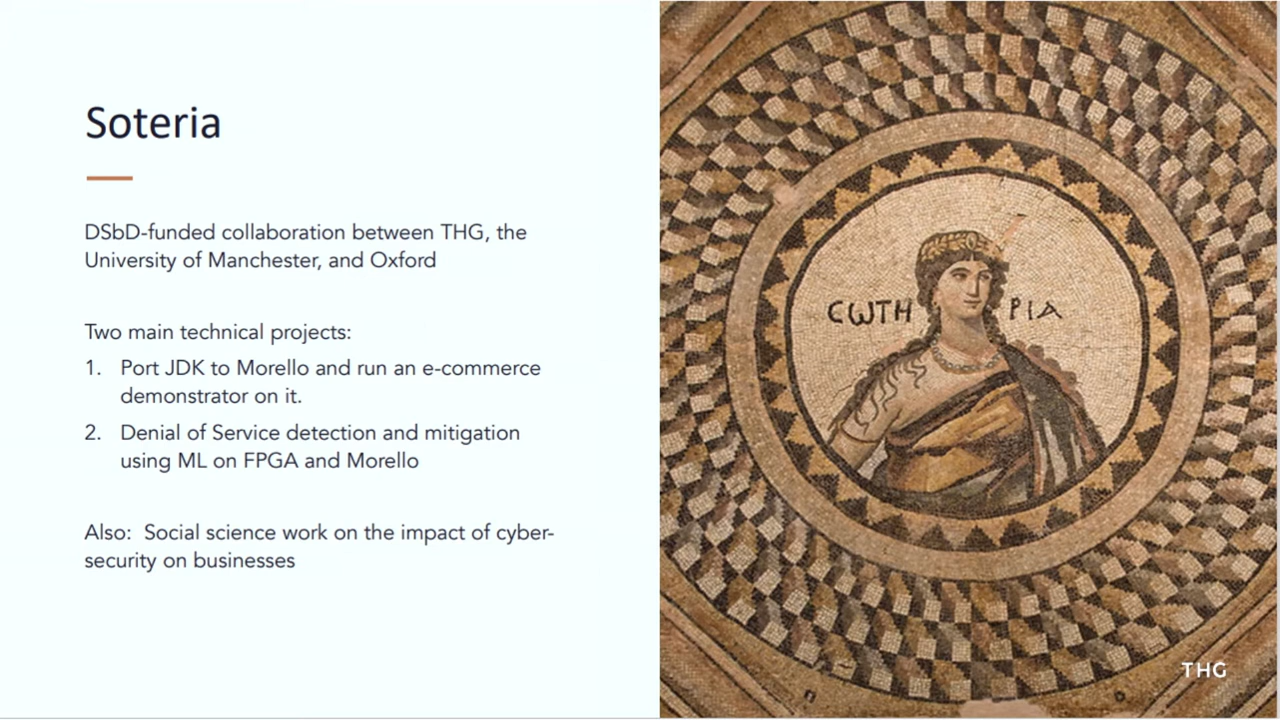 Soteria
DSbD-funded collaboration between THG, the
University of Manchester, and Oxford
Two main technical projects:
1. Port JDK to Morello and run an e-commerce
demonstrator on it.
2. Denial of Service detection and mitigation
using ML on FPGA and Morello
Also: Social science work on the impact of cyber-
security on businesses
CΩΤΗ ΡΙΑ
THG